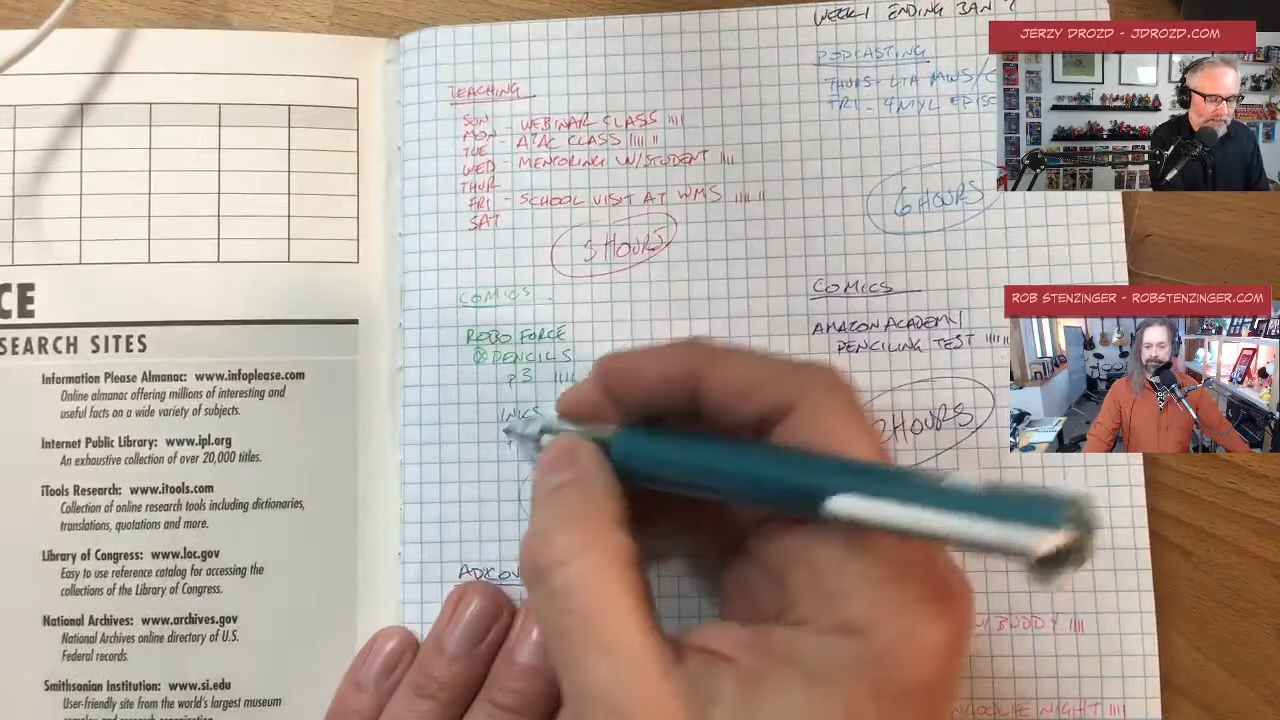 CE
SEARCH SITES
Information Please Almanac: www.infoplease.com
Online almanac offering millions of interesting and
useful facts on a wide variety of subjects.
Internet Public Library: www.ipl.org
An exhaustive collection of over 20,000 titles.
iTools Research: www.itools.com
Collection of online research tools including dictionaries,
translations, quotations and more.
Library of Congress: www.loc.gov
Easy to use reference catalog for accessing the
collections of the Library of Congress.
National Archives: www.archives.gov
National Archives online directory of U.S.
Federal records.
Smithsonian Institution: www.si.edu
User-friendly site from the world's largest museum
TEACHING
SUN - WEBINAR CLASS
MON - A2AC CLASS
TUE
WED - MENTORING W/STUDENT
THUR
FRI - SCHOOL VISIT AT WMS
SAT
HOURS
COMICS
ROBO FORCE
PENCILS
p3
INKS
WEEK 1 ENDING JAN 7
PODCASTING
THURS - LTA
FRI - 4MYL
6 HOURS
COMICS
AMAZON ACADEMY
PENCILING TEST
HOURS
W/BUDDY
NIGHT
JERZY DROZD - JDROZD.COM
ROB STENZINGER - ROBSTENZINGER.COM